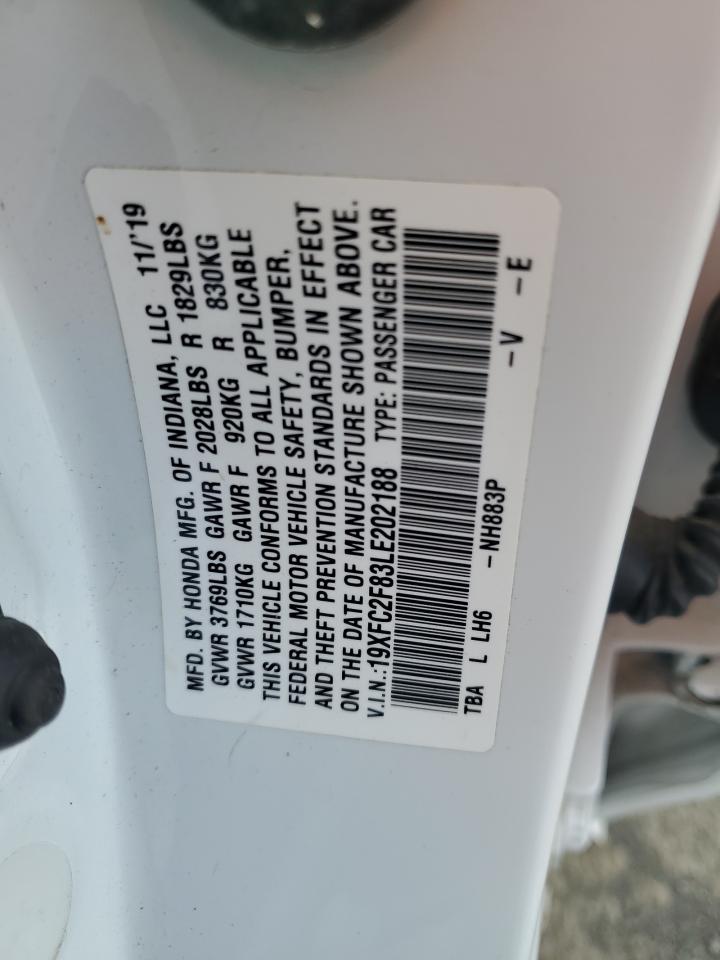 MFD. BY HONDA MFG. OF INDIANA, LLC 11/'19
GVWR 3769LBS GAWR F 2028LBS R 1829LBS
GVWR 1710KG GAWR F 920KG R 830KG
THIS VEHICLE CONFORMS TO ALL APPLICABLE
FEDERAL MOTOR VEHICLE SAFETY, BUMPER,
AND THEFT PREVENTION STANDARDS IN EFFECT
ON THE DATE OF MANUFACTURE SHOWN ABOVE.
V.I.N.:19XFC2F83LE202188 TYPE: PASSENGER CAR
TBA L LH6 -NH883P -V -E